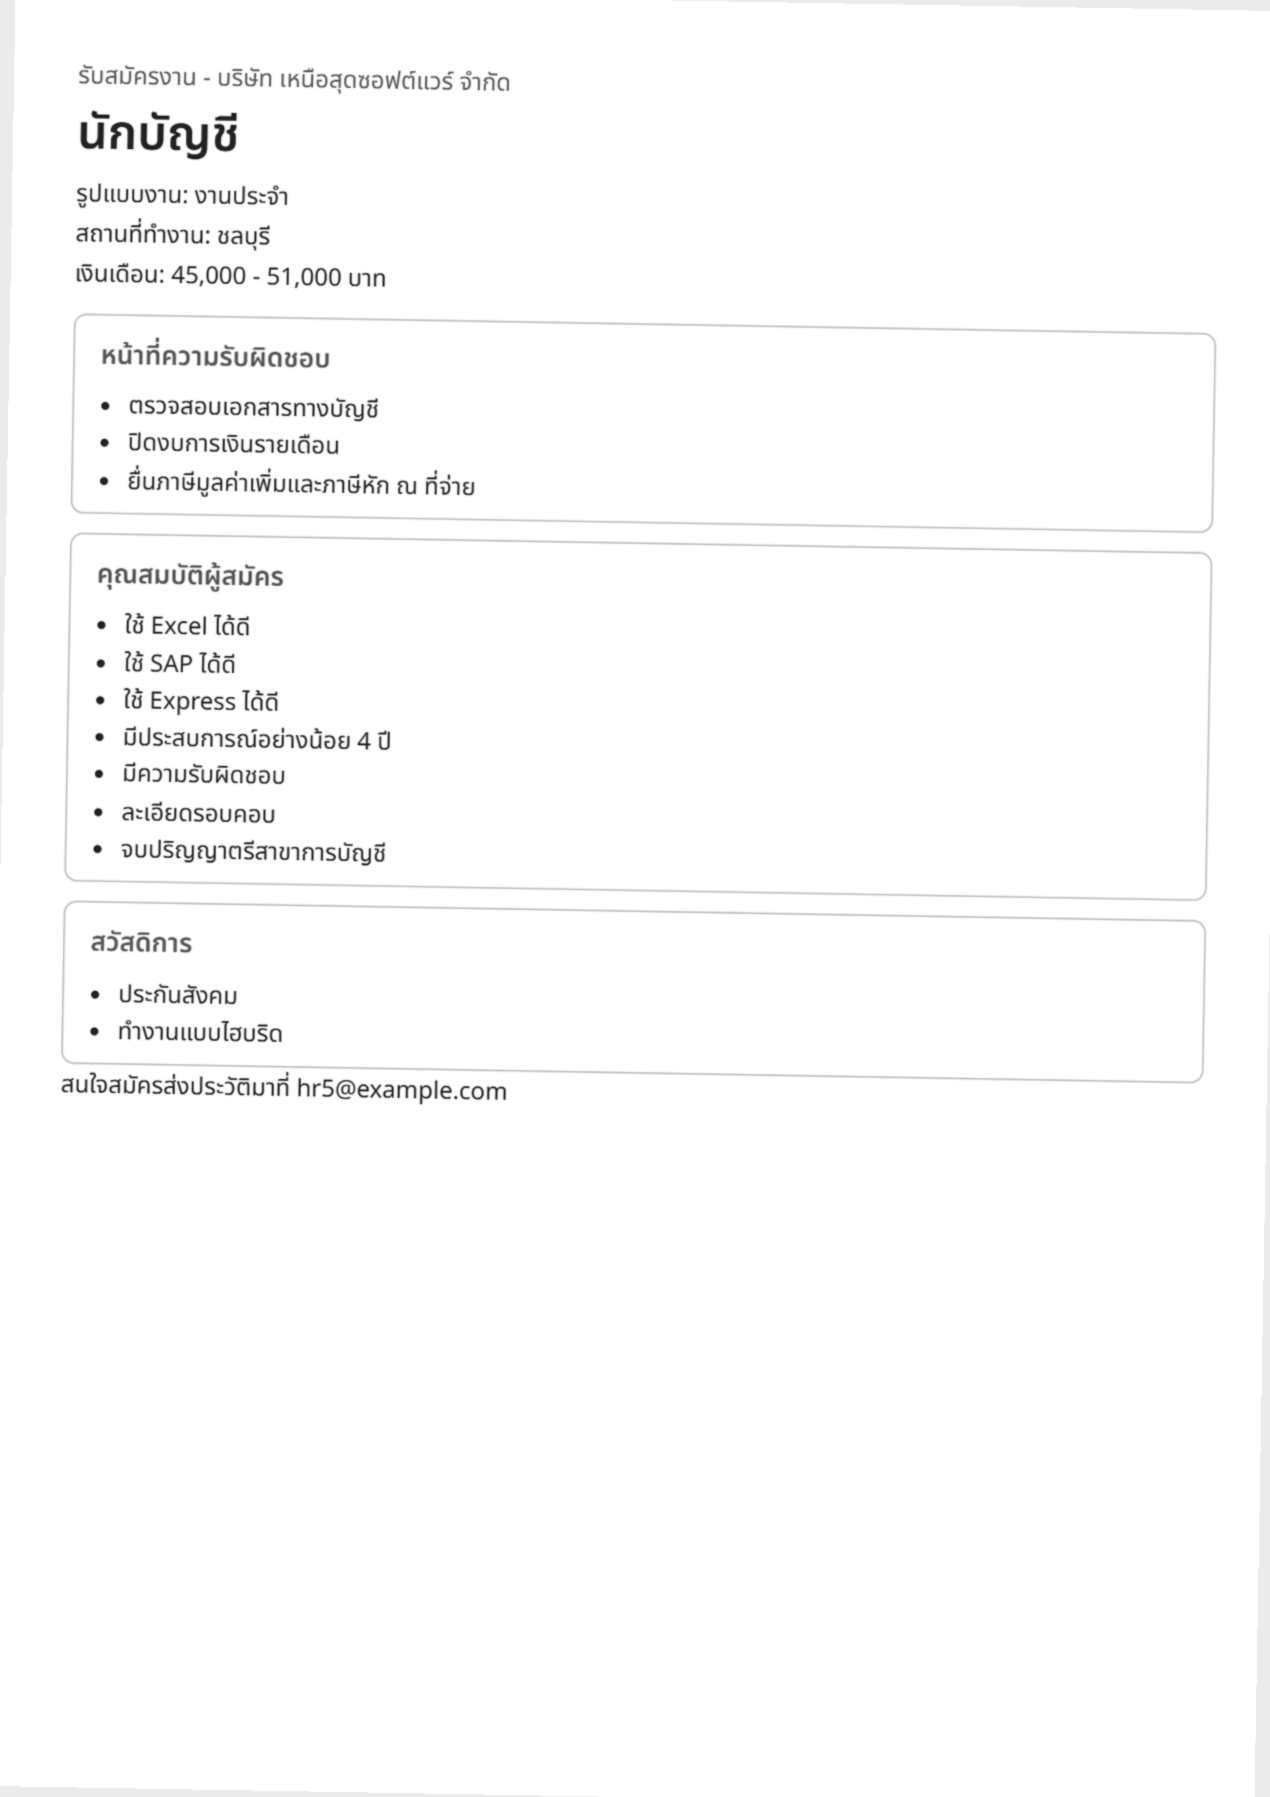 รับสมัครงาน - บริษัท เหนือสุดซอฟต์แวร์ จำกัด
นักบัญชี
รูปแบบงาน: งานประจำ
สถานที่ทำงาน: ชลบุรี
เงินเดือน: 45,000 - 51,000 บาท
หน้าที่ความรับผิดชอบ
• ตรวจสอบเอกสารทางบัญชี
• ปิดงบการเงินรายเดือน
• ยื่นภาษีมูลค่าเพิ่มและภาษีหัก ณ ที่จ่าย
คุณสมบัติผู้สมัคร
• ใช้ Excel ได้ดี
• ใช้ SAP ได้ดี
• ใช้ Express ได้ดี
• มีประสบการณ์อย่างน้อย 4 ปี
• มีความรับผิดชอบ
• ละเอียดรอบคอบ
• จบปริญญาตรีสาขาการบัญชี
สวัสดิการ
• ประกันสังคม
• ทำงานแบบไฮบริด
สนใจสมัครส่งประวัติมาที่ hr5@example.com